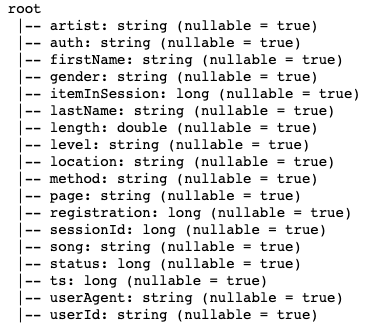 root
 |-- artist: string (nullable = true)
 |-- auth: string (nullable = true)
 |-- firstName: string (nullable = true)
 |-- gender: string (nullable = true)
 |-- itemInSession: long (nullable = true)
 |-- lastName: string (nullable = true)
 |-- length: double (nullable = true)
 |-- level: string (nullable = true)
 |-- location: string (nullable = true)
 |-- method: string (nullable = true)
 |-- page: string (nullable = true)
 |-- registration: long (nullable = true)
 |-- sessionId: long (nullable = true)
 |-- song: string (nullable = true)
 |-- status: long (nullable = true)
 |-- ts: long (nullable = true)
 |-- userAgent: string (nullable = true)
 |-- userId: string (nullable = true)